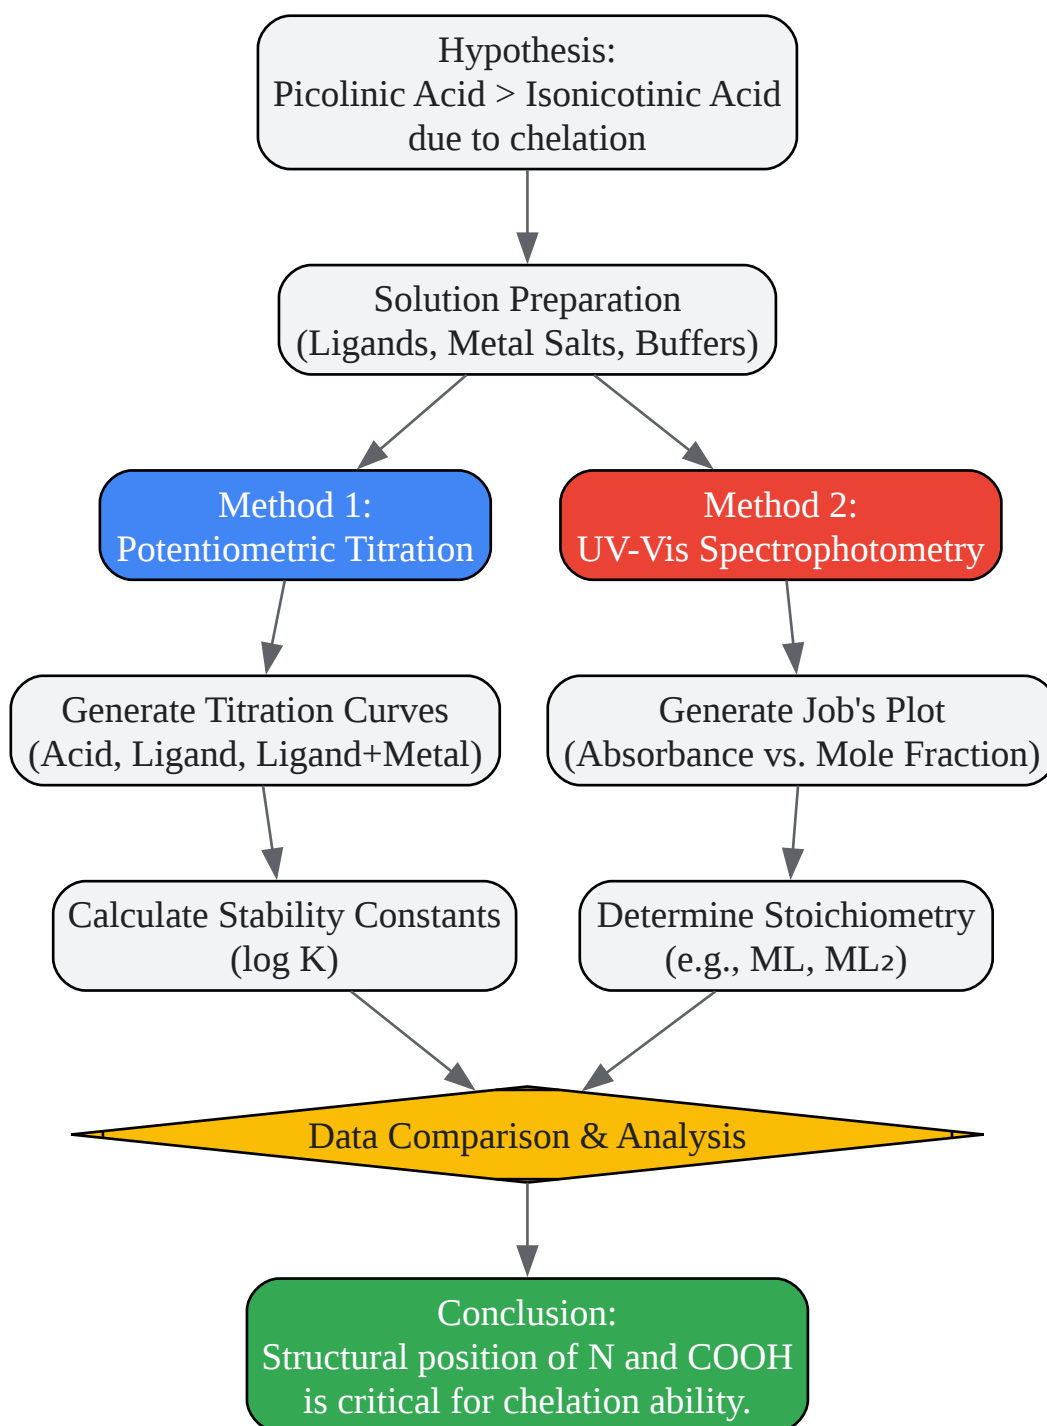 Hypothesis:
Picolinic Acid > Isonicotinic Acid
due to chelation
Solution Preparation
(Ligands, Metal Salts, Buffers)
Method 1:
Potentiometric Titration
Method 2:
UV-Vis Spectrophotometry
Generate Titration Curves
(Acid, Ligand, Ligand+Metal)
Generate Job's Plot
(Absorbance vs. Mole Fraction)
Calculate Stability Constants
(log K)
Determine Stoichiometry
(e.g., ML, ML₂)
Data Comparison & Analysis
Conclusion:
Structural position of N and COOH
is critical for chelation ability.